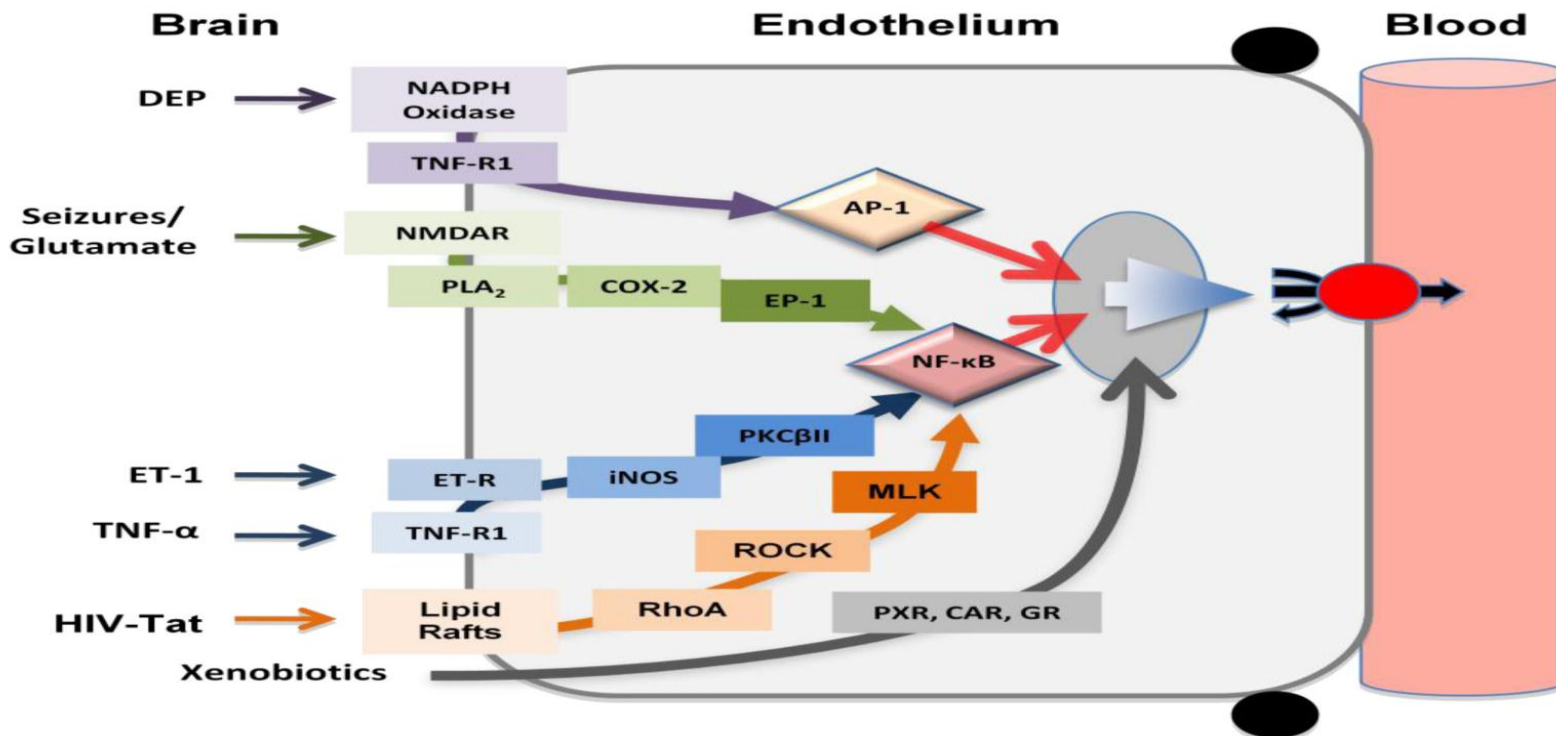 Brain
Endothelium
Blood
DEP
NADPH
Oxidase
TNF-R1
AP-1
Seizures/
Glutamate
NMDAR
PLA₂
COX-2
EP-1
NF-κB
PKCβII
ET-1
ET-R
iNOS
MLK
TNF-α
TNF-R1
ROCK
HIV-Tat
Lipid
Rafts
RhoA
PXR, CAR, GR
Xenobiotics